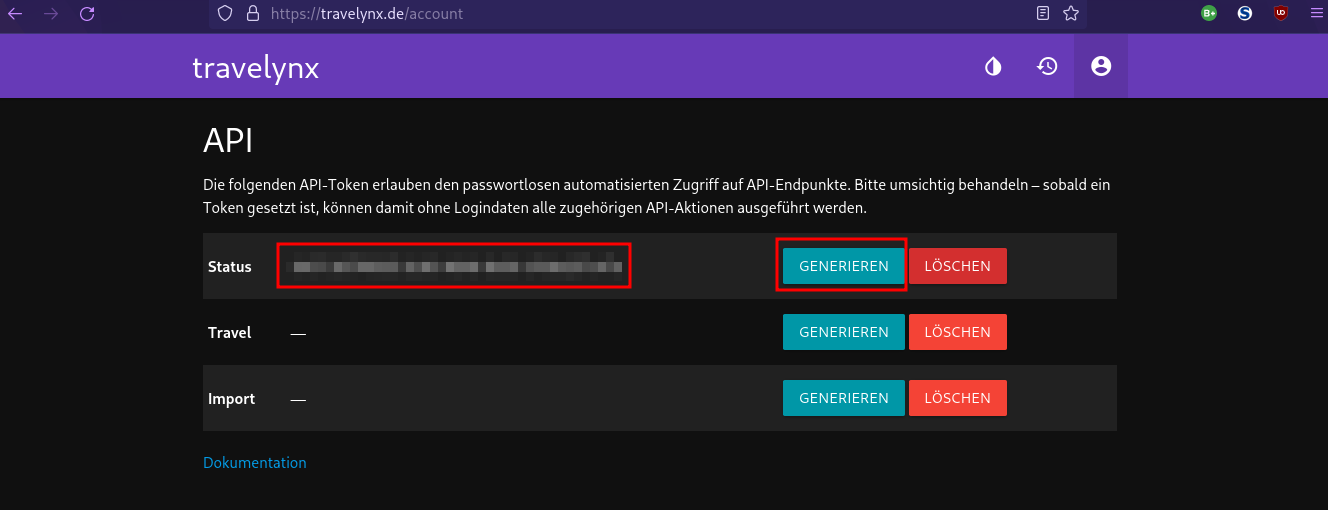 https://travelynx.de/account
travelynx
API
Die folgenden API-Token erlauben den passwortlosen automatisierten Zugriff auf API-Endpunkte. Bitte umsichtig behandeln – sobald ein
Token gesetzt ist, können damit ohne Logindaten alle zugehörigen API-Aktionen ausgeführt werden.
Status GENERIEREN LÖSCHEN
Travel — GENERIEREN LÖSCHEN
Import — GENERIEREN LÖSCHEN
Dokumentation